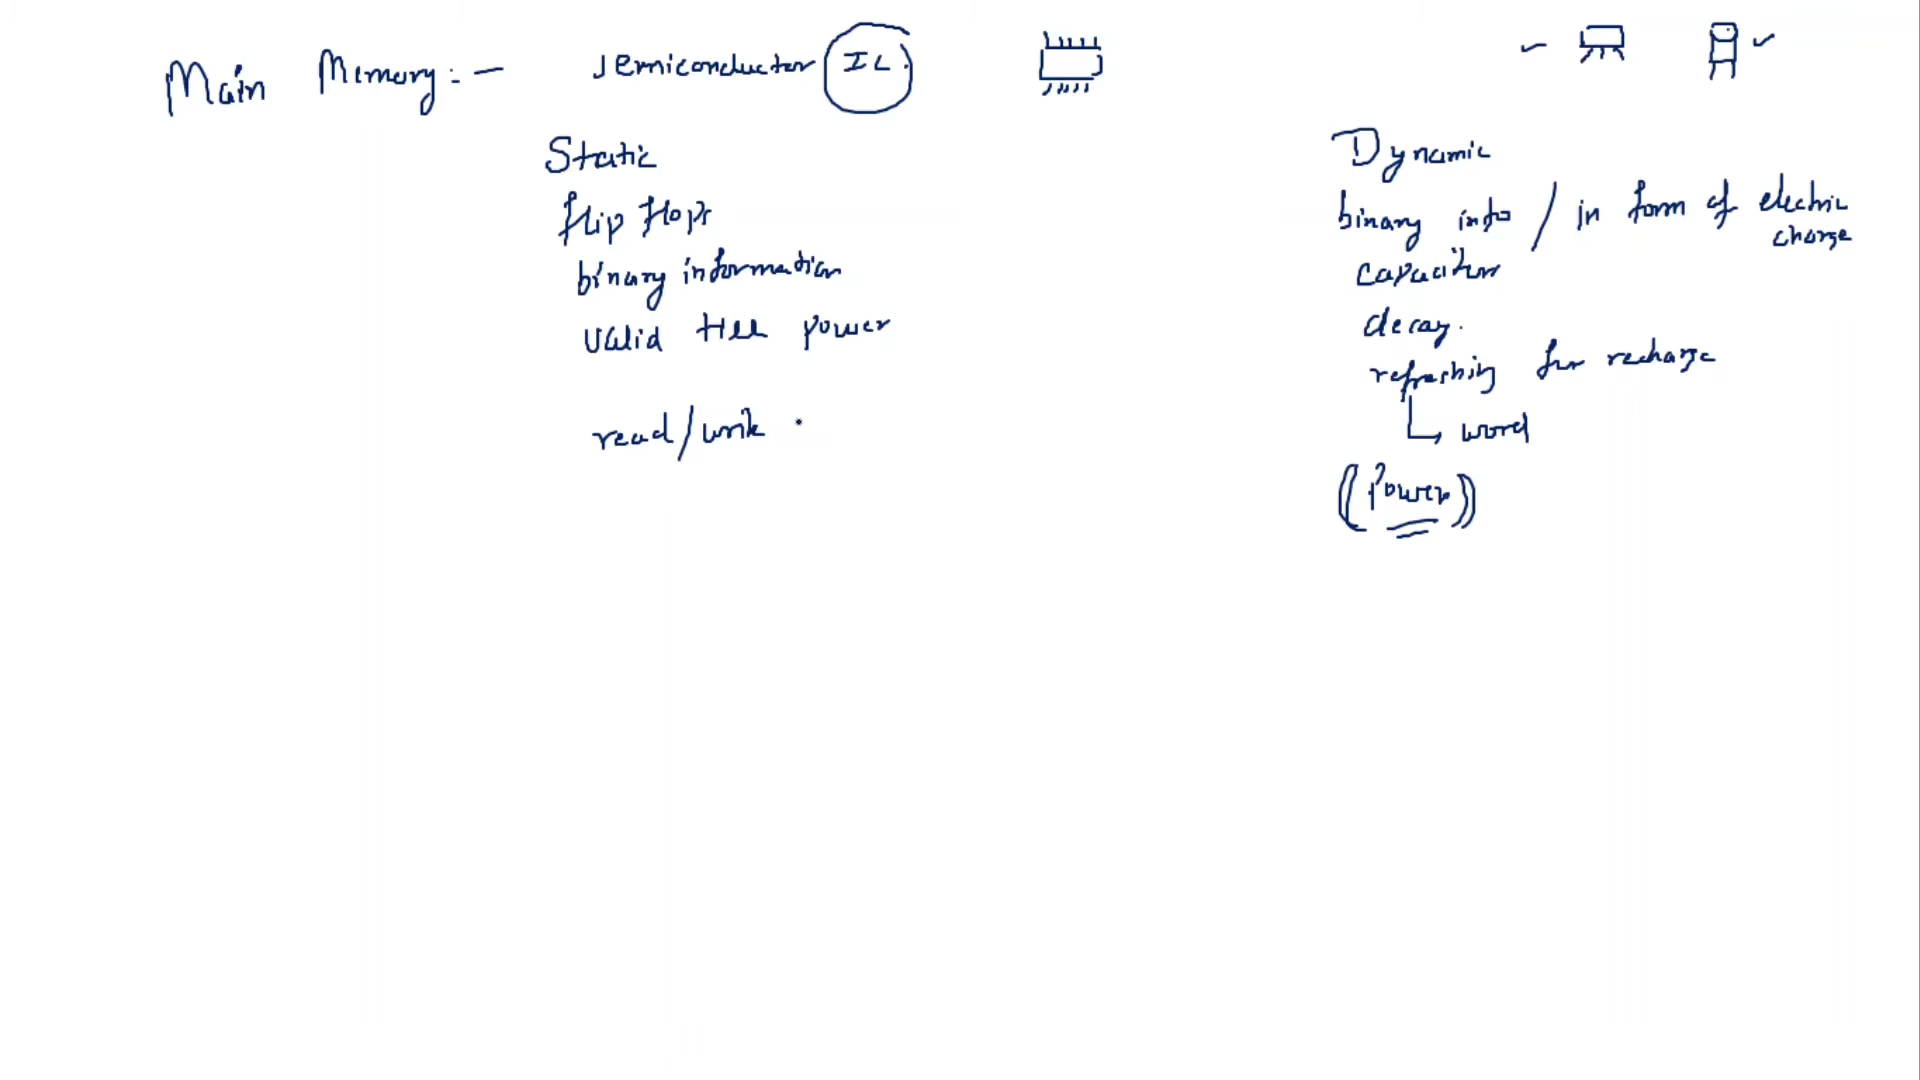 Main Memory :- semiconductor IC.
Static
flip flops
binary information
valid till power
read/write
Dynamic
binary info / in form of electric charge
capacitor
decay.
refreshing for recharge
word
((Power))